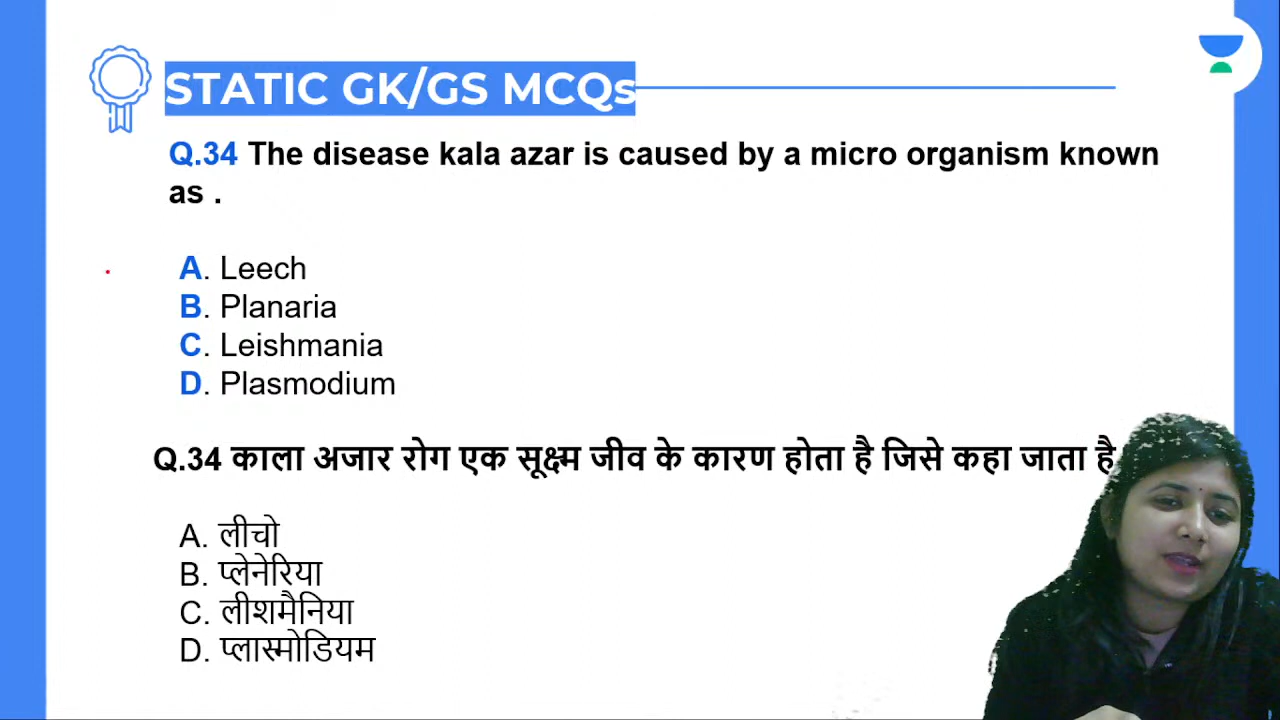 STATIC GK/GS MCQs
Q.34 The disease kala azar is caused by a micro organism known
as .
A. Leech
B. Planaria
C. Leishmania
D. Plasmodium
Q.34 काला अजार रोग एक सूक्ष्म जीव के कारण होता है जिसे कहा जाता है
A. लीचो
B. प्लेनेरिया
C. लीशमैनिया
D. प्लास्मोडियम